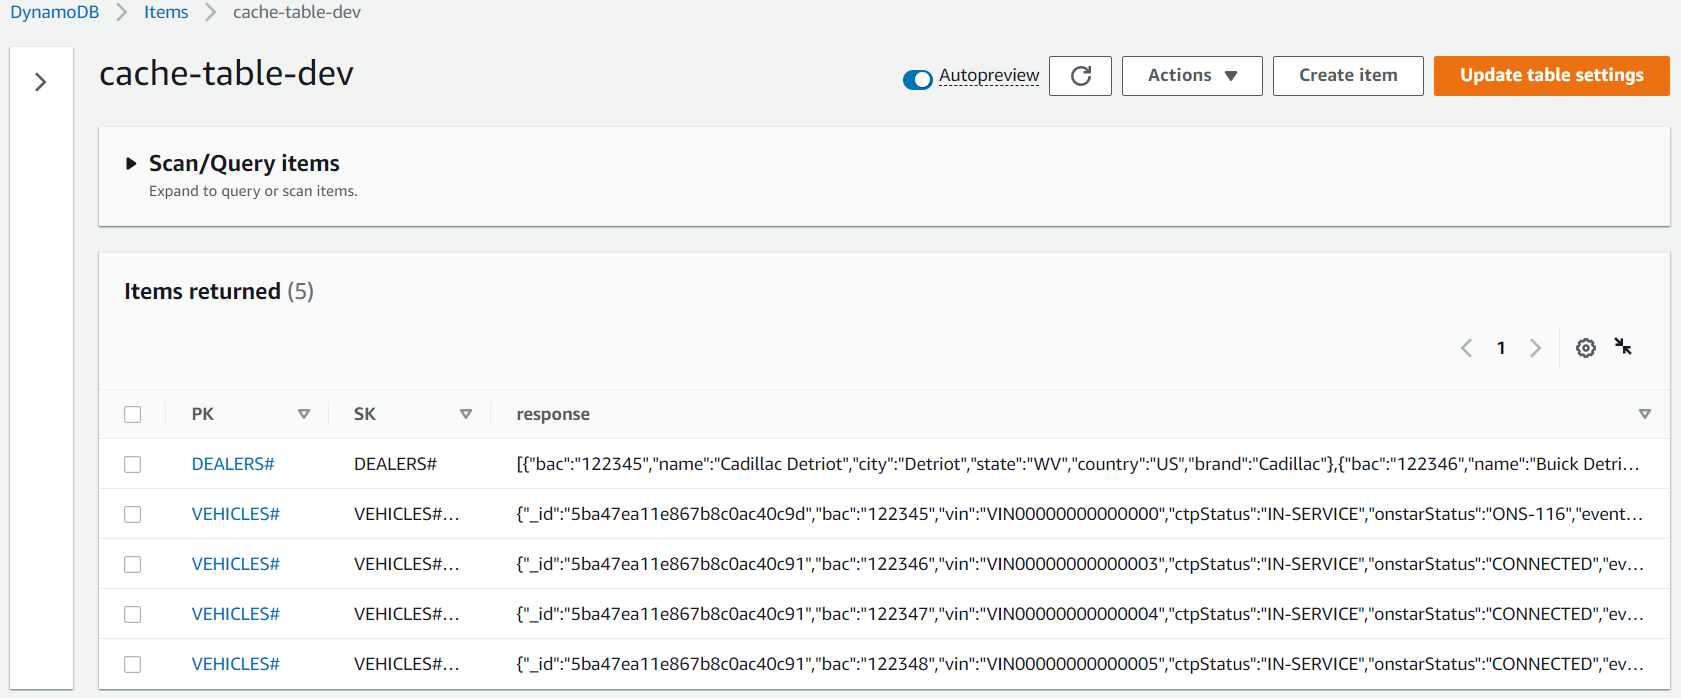 DynamoDB > Items > cache-table-dev
cache-table-dev
Autopreview
Actions
Create item
Update table settings
Scan/Query items
Expand to query or scan items.
Items returned (5)
1
PK SK response
DEALERS# DEALERS# [{"bac":"122345","name":"Cadillac Detriot","city":"Detriot","state":"WV","country":"US","brand":"Cadillac"},{"bac":"122346","name":"Buick Detri...
VEHICLES# VEHICLES#... {"_id":"5ba47ea11e867b8c0ac40c9d","bac":"122345","vin":"VIN00000000000000","ctpStatus":"IN-SERVICE","onstarStatus":"ONS-116","event...
VEHICLES# VEHICLES#... {"_id":"5ba47ea11e867b8c0ac40c91","bac":"122346","vin":"VIN00000000000003","ctpStatus":"IN-SERVICE","onstarStatus":"CONNECTED","ev...
VEHICLES# VEHICLES#... {"_id":"5ba47ea11e867b8c0ac40c91","bac":"122347","vin":"VIN00000000000004","ctpStatus":"IN-SERVICE","onstarStatus":"CONNECTED","ev...
VEHICLES# VEHICLES#... {"_id":"5ba47ea11e867b8c0ac40c91","bac":"122348","vin":"VIN00000000000005","ctpStatus":"IN-SERVICE","onstarStatus":"CONNECTED","ev...